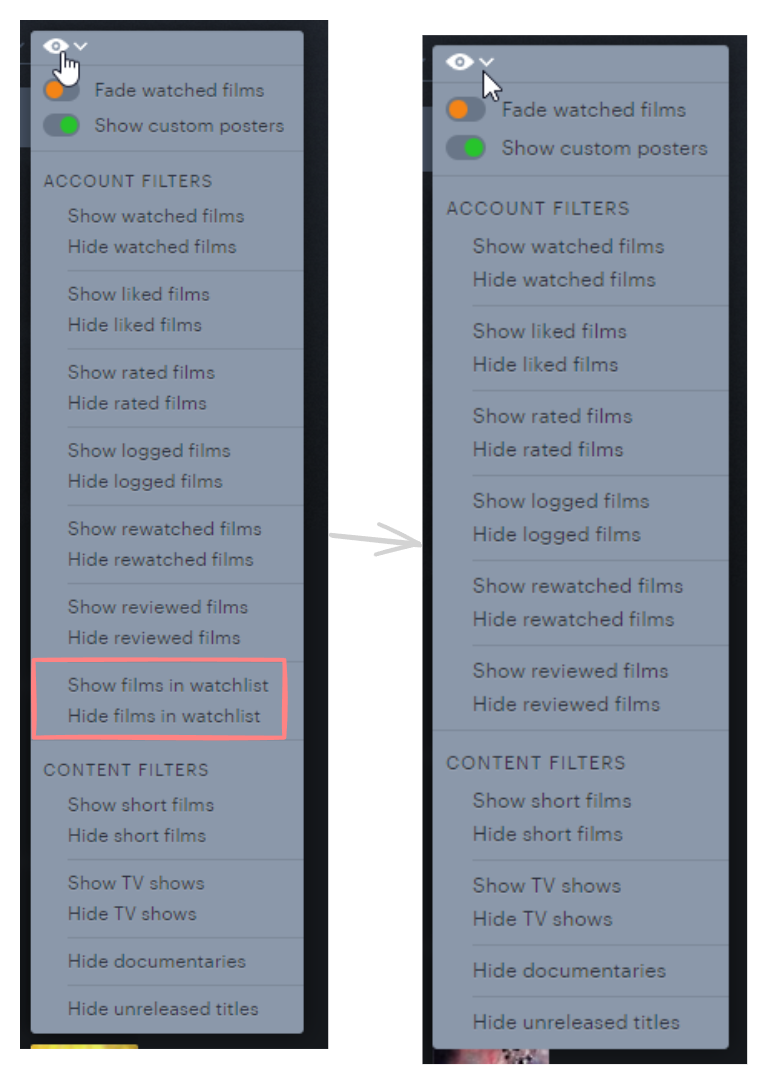 Fade watched films
Show custom posters
ACCOUNT FILTERS
Show watched films
Hide watched films
Show liked films
Hide liked films
Show rated films
Hide rated films
Show logged films
Hide logged films
Show rewatched films
Hide rewatched films
Show reviewed films
Hide reviewed films
Show films in watchlist
Hide films in watchlist
CONTENT FILTERS
Show short films
Hide short films
Show TV shows
Hide TV shows
Hide documentaries
Hide unreleased titles
Fade watched films
Show custom posters
ACCOUNT FILTERS
Show watched films
Hide watched films
Show liked films
Hide liked films
Show rated films
Hide rated films
Show logged films
Hide logged films
Show rewatched films
Hide rewatched films
Show reviewed films
Hide reviewed films
CONTENT FILTERS
Show short films
Hide short films
Show TV shows
Hide TV shows
Hide documentaries
Hide unreleased titles